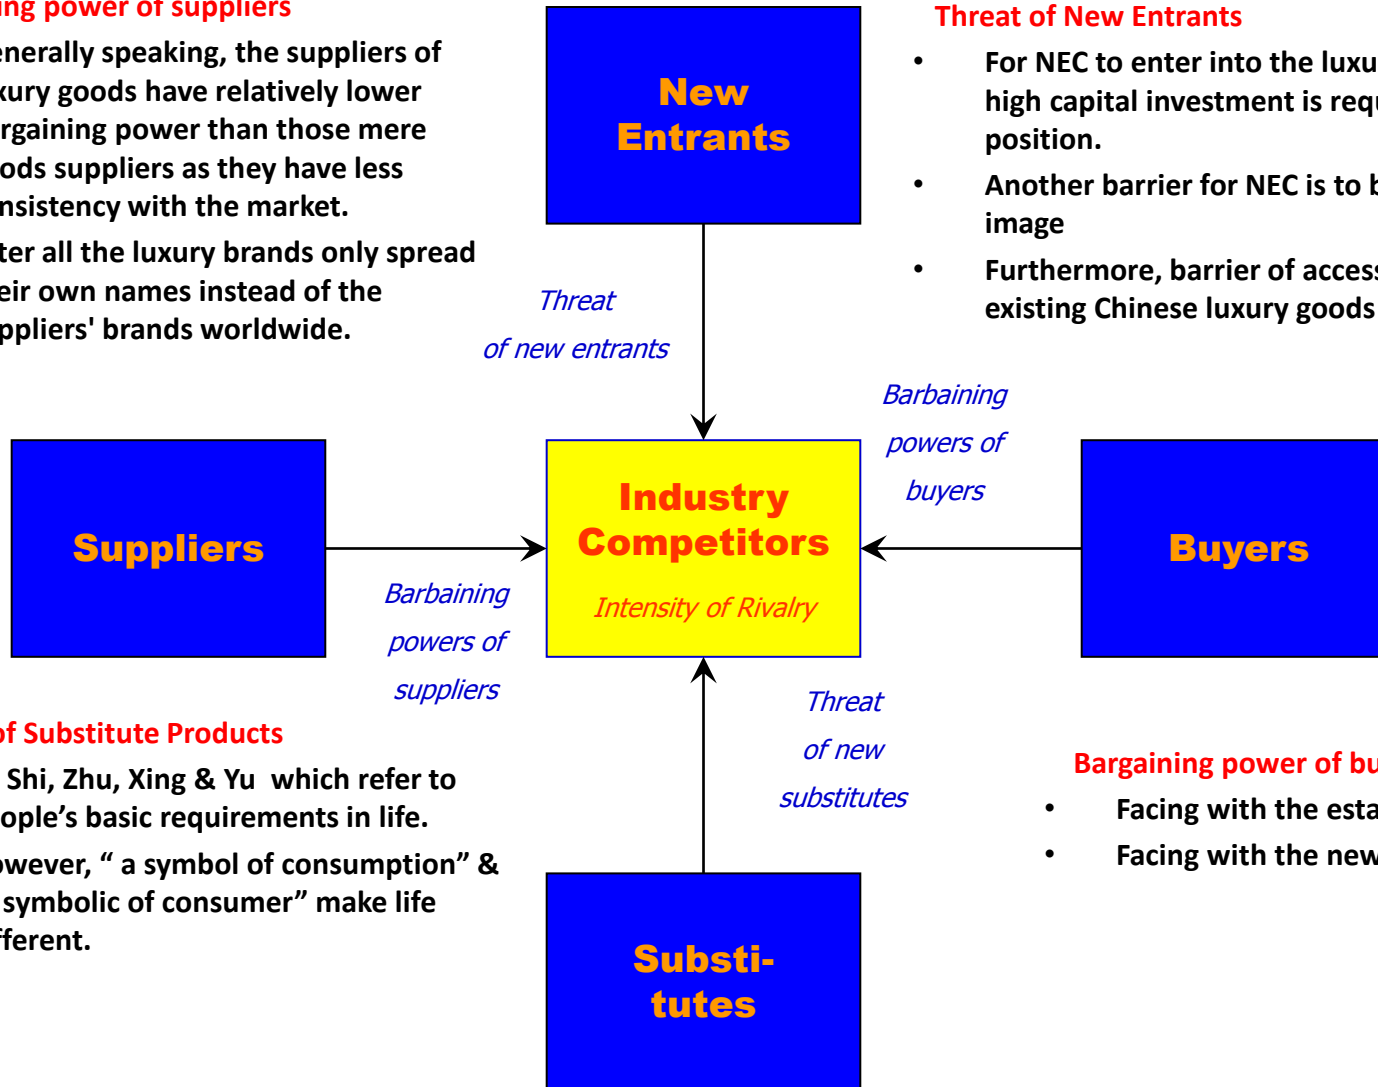 ing power of suppliers
enerally speaking, the suppliers of
xury goods have relatively lower
rgaining power than those mere
ods suppliers as they have less
nsistency with the market.
ter all the luxury brands only spread
eir own names instead of the
ppliers' brands worldwide.
New
Entrants
Threat of New Entrants
• For NEC to enter into the luxu
high capital investment is requ
position.
• Another barrier for NEC is to b
image
• Furthermore, barrier of access
existing Chinese luxury goods
Threat
of new entrants
Barbaining
powers of
buyers
Suppliers
Industry
Competitors
Intensity of Rivalry
Buyers
Barbaining
powers of
suppliers
Threat
of new
substitutes
of Substitute Products
Shi, Zhu, Xing & Yu which refer to
ople’s basic requirements in life.
owever, “ a symbol of consumption” &
symbolic of consumer” make life
fferent.
Bargaining power of bu
• Facing with the esta
• Facing with the new
Substi-
tutes